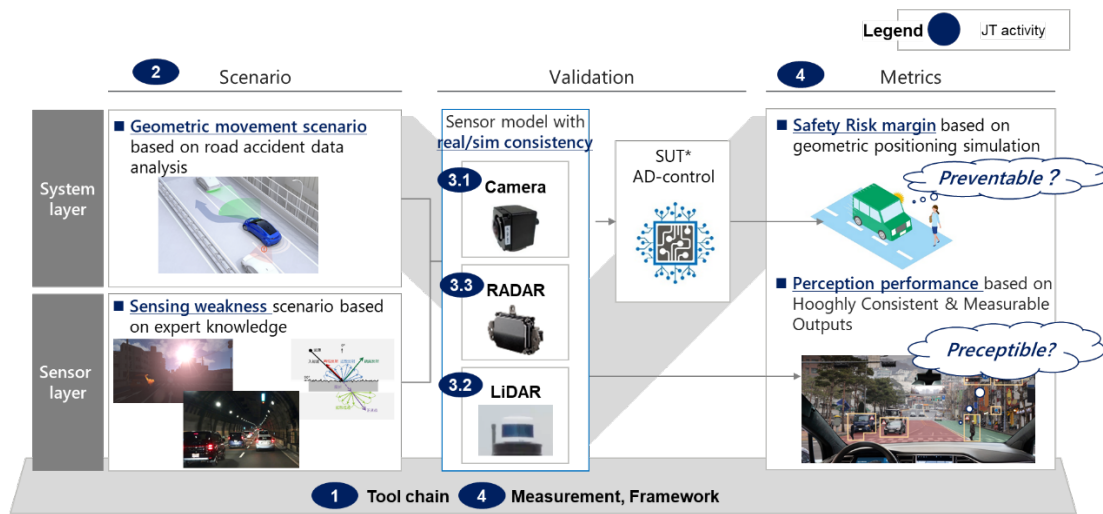 Legend
JT activity
2
Scenario
Validation
4
Metrics
System
layer
■ Geometric movement scenario
based on road accident data
analysis
Sensor model with
real/sim consistency
3.1
Camera
SUT*
AD-control
■ Safety Risk margin based on
geometric positioning simulation
Preventable ?
3.3
RADAR
Sensor
layer
■ Sensing weakness scenario based
on expert knowledge
■ Perception performance based on
Hooghly Consistent & Measurable
Outputs
Preceptible?
3.2
LiDAR
1 Tool chain 4 Measurement, Framework